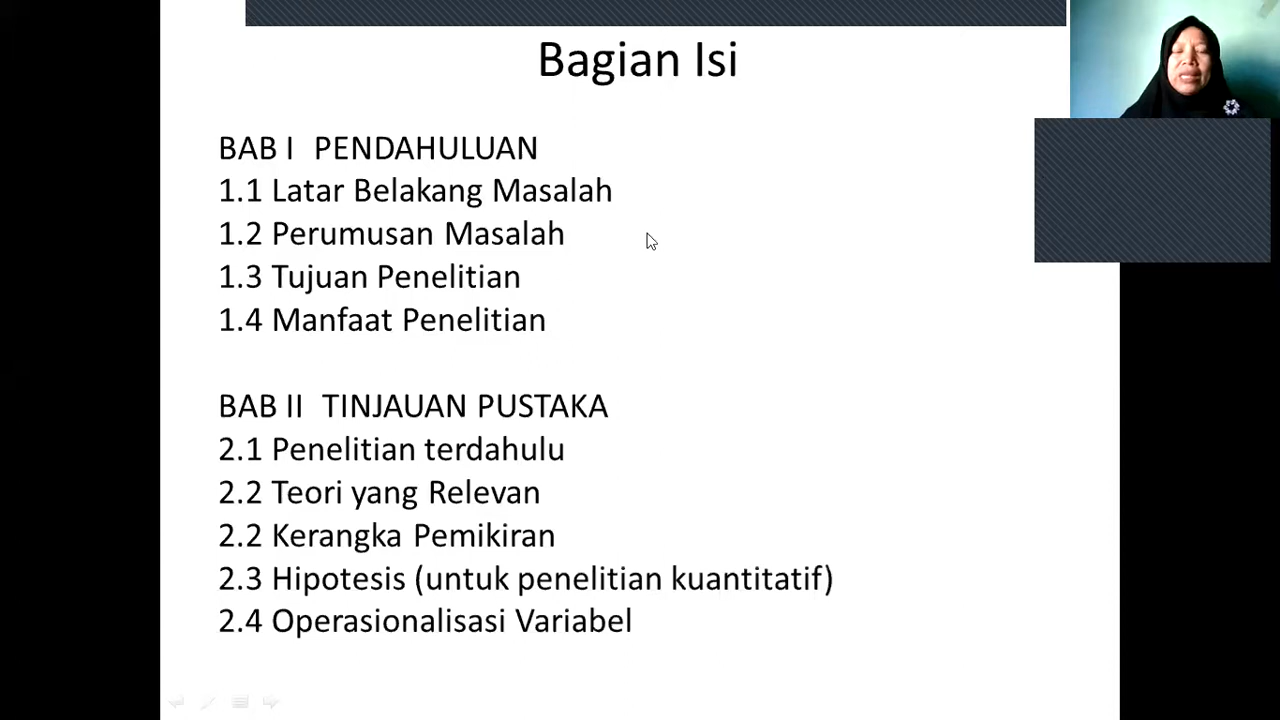 Bagian Isi
BAB I PENDAHULUAN
1.1 Latar Belakang Masalah
1.2 Perumusan Masalah
1.3 Tujuan Penelitian
1.4 Manfaat Penelitian
BAB II TINJAUAN PUSTAKA
2.1 Penelitian terdahulu
2.2 Teori yang Relevan
2.2 Kerangka Pemikiran
2.3 Hipotesis (untuk penelitian kuantitatif)
2.4 Operasionalisasi Variabel